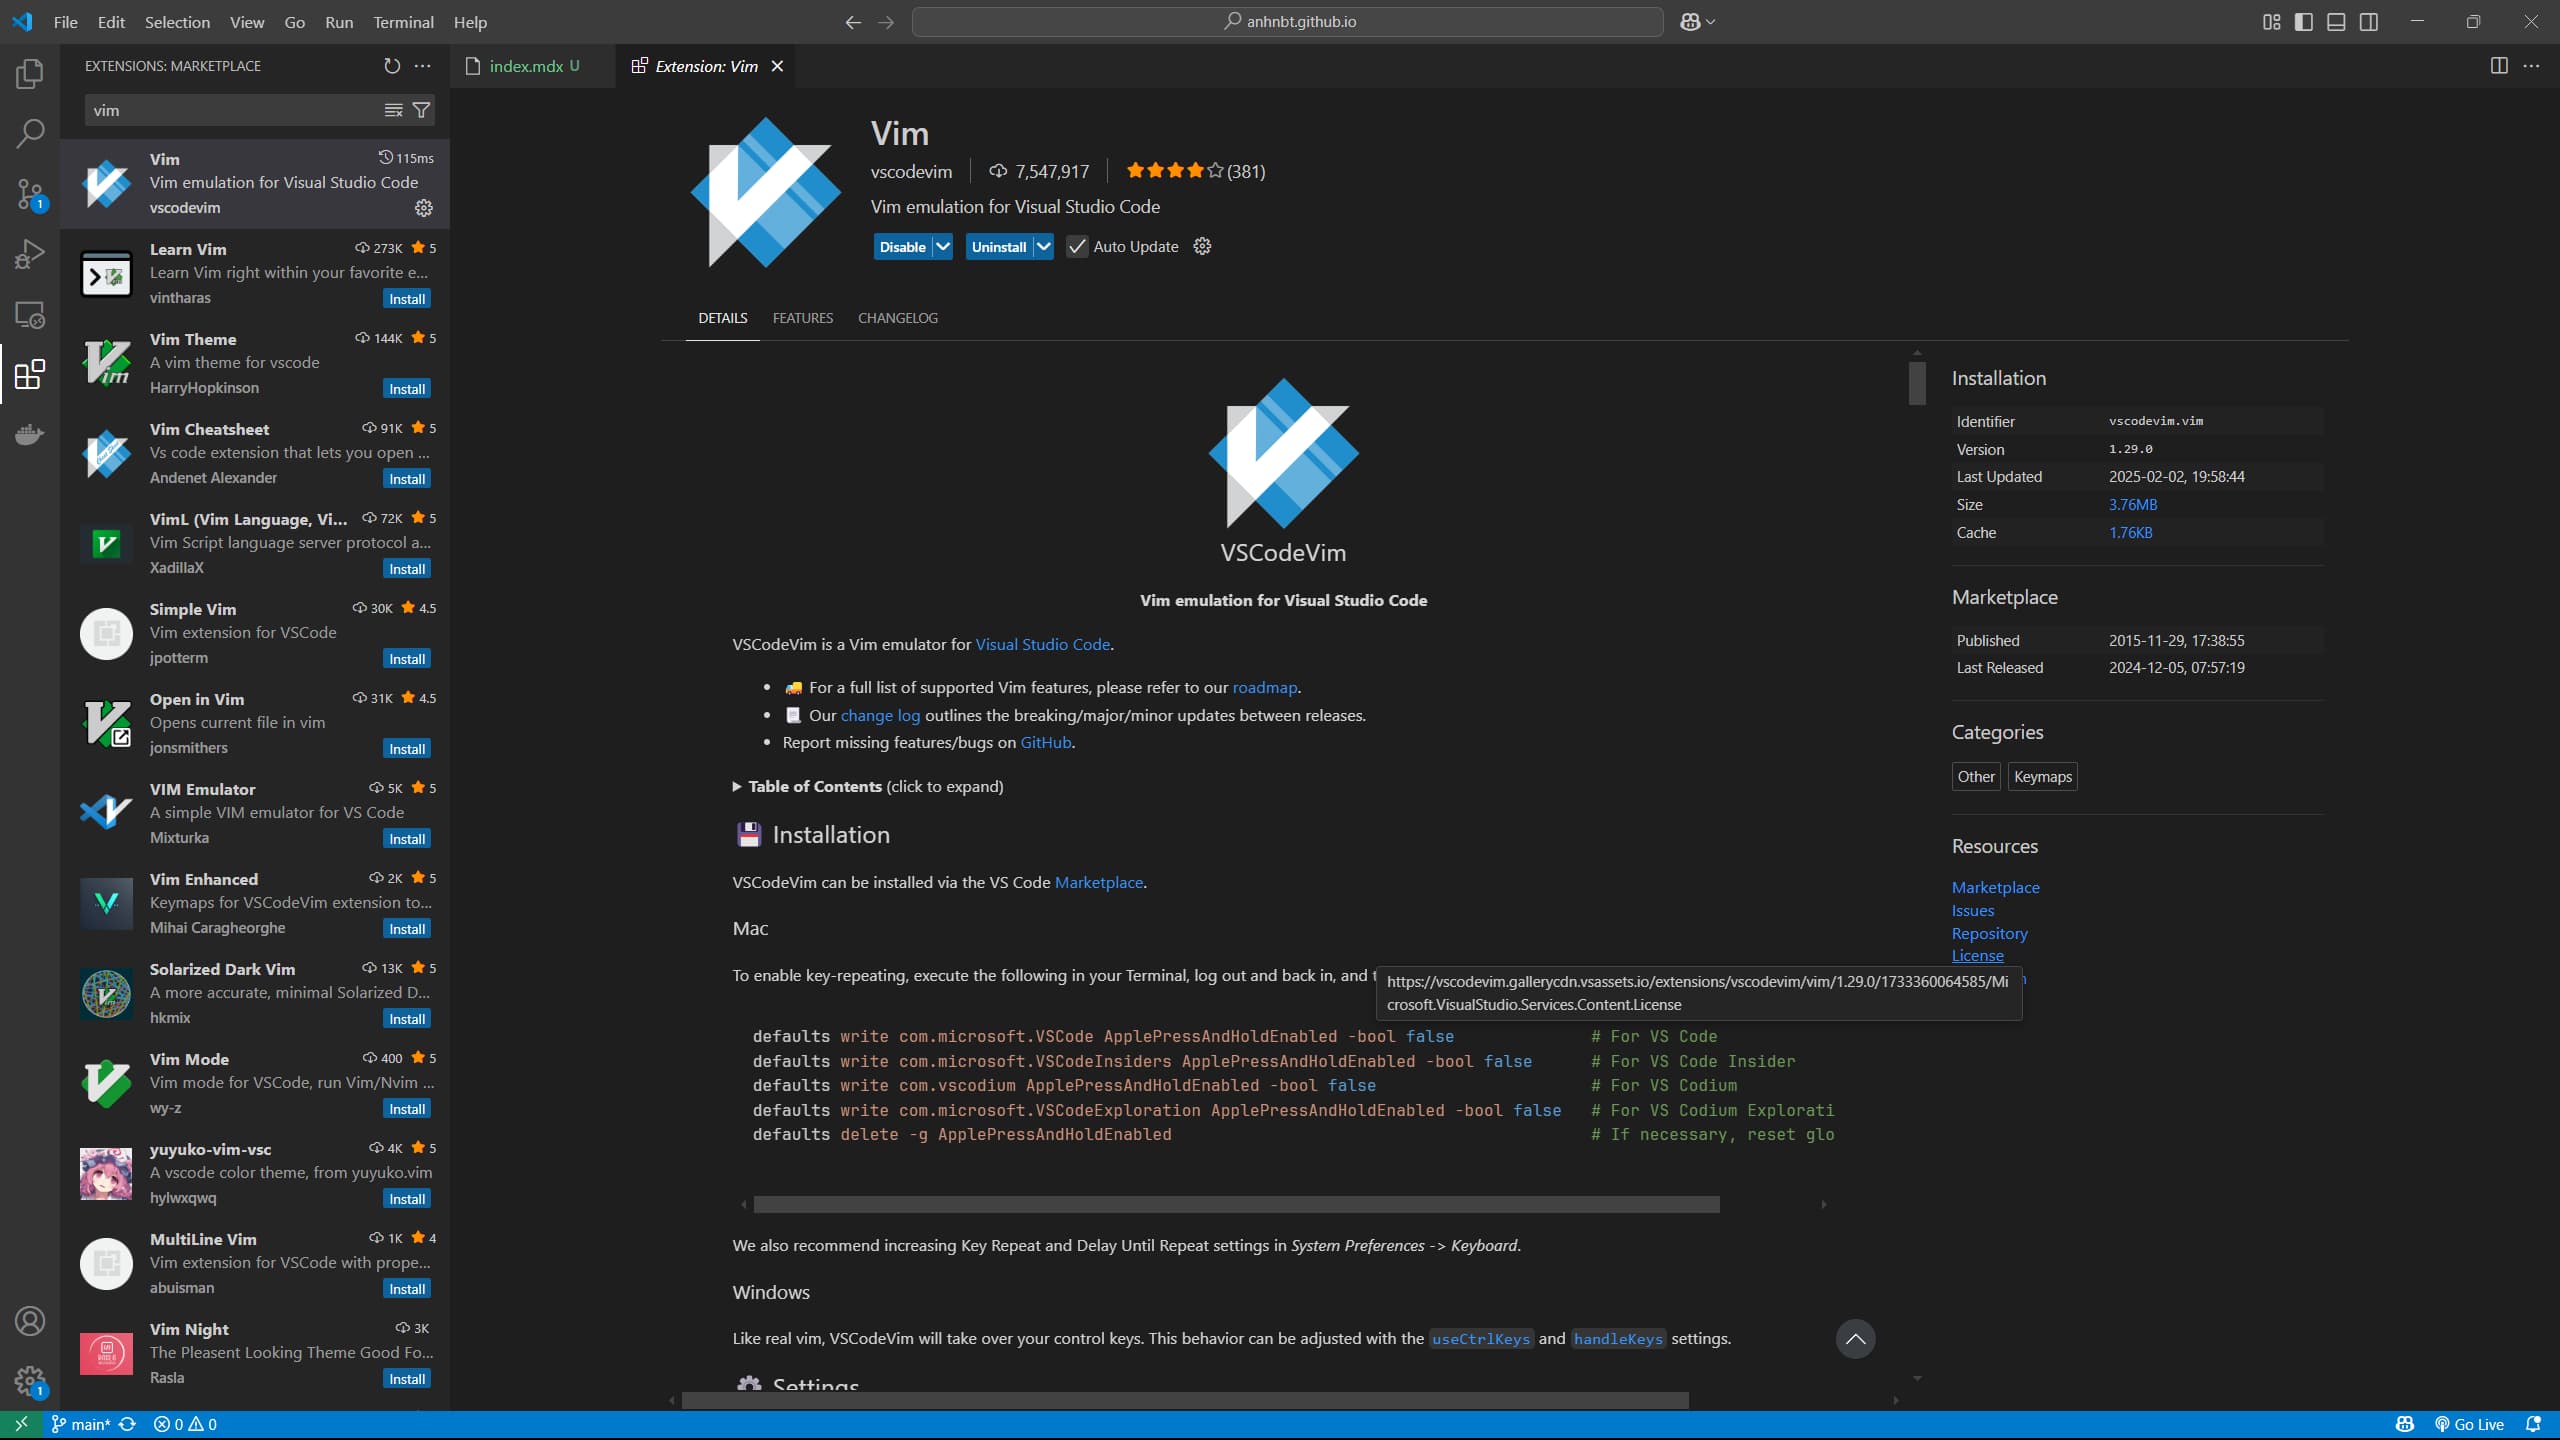 File Edit Selection View Go Run Terminal Help
anhnbt.github.io
EXTENSIONS: MARKETPLACE
vim
Vim 115ms
Vim emulation for Visual Studio Code
vscodevim
Learn Vim 273K 5
Learn Vim right within your favorite e...
vintharas Install
Vim Theme 144K 5
A vim theme for vscode
HarryHopkinson Install
Vim Cheatsheet 91K 5
Vs code extension that lets you open ...
Andenet Alexander Install
VimL (Vim Language, Vi... 72K 5
Vim Script language server protocol a...
XadillaX Install
Simple Vim 30K 4.5
Vim extension for VSCode
jpotterm Install
Open in Vim 31K 4.5
Opens current file in vim
jonsmithers Install
VIM Emulator 5K 5
A simple VIM emulator for VS Code
Mixturka Install
Vim Enhanced 2K 5
Keymaps for VSCodeVim extension to...
Mihai Caragheorghe Install
Solarized Dark Vim 13K 5
A more accurate, minimal Solarized D...
hkmix Install
Vim Mode 400 5
Vim mode for VSCode, run Vim/Nvim ...
wy-z Install
yuyuko-vim-vsc 4K 5
A vscode color theme, from yuyuko.vim
hylwxqwq Install
MultiLine Vim 1K 4
Vim extension for VSCode with prope...
abuisman Install
Vim Night 3K
The Pleasent Looking Theme Good Fo...
Rasla Install
index.mdx U
Extension: Vim
Vim
vscodevim 7,547,917 (381)
Vim emulation for Visual Studio Code
Disable Uninstall Auto Update
DETAILS FEATURES CHANGELOG
VSCodeVim
Vim emulation for Visual Studio Code
VSCodeVim is a Vim emulator for Visual Studio Code.
• 🚚 For a full list of supported Vim features, please refer to our roadmap.
• 📃 Our change log outlines the breaking/major/minor updates between releases.
• Report missing features/bugs on GitHub.
Table of Contents (click to expand)
💾 Installation
VSCodeVim can be installed via the VS Code Marketplace.
Mac
To enable key-repeating, execute the following in your Terminal, log out and back in, and
https://vscodevim.gallerycdn.vsassets.io/extensions/vscodevim/vim/1.29.0/1733360064585/Mi
crosoft.VisualStudio.Services.Content.License
defaults write com.microsoft.VSCode ApplePressAndHoldEnabled -bool false # For VS Code
defaults write com.microsoft.VSCodeInsiders ApplePressAndHoldEnabled -bool false # For VS Code Insider
defaults write com.vscodium ApplePressAndHoldEnabled -bool false # For VS Codium
defaults write com.microsoft.VSCodeExploration ApplePressAndHoldEnabled -bool false # For VS Codium Explorati
defaults delete -g ApplePressAndHoldEnabled # If necessary, reset glo
We also recommend increasing Key Repeat and Delay Until Repeat settings in System Preferences -> Keyboard.
Windows
Like real vim, VSCodeVim will take over your control keys. This behavior can be adjusted with the useCtrlKeys and handleKeys settings.
Settings
Installation
Identifier vscodevim.vim
Version 1.29.0
Last Updated 2025-02-02, 19:58:44
Size 3.76MB
Cache 1.76KB
Marketplace
Published 2015-11-29, 17:38:55
Last Released 2024-12-05, 07:57:19
Categories
Other Keymaps
Resources
Marketplace
Issues
Repository
License
1
1
main* 0 0 Go Live